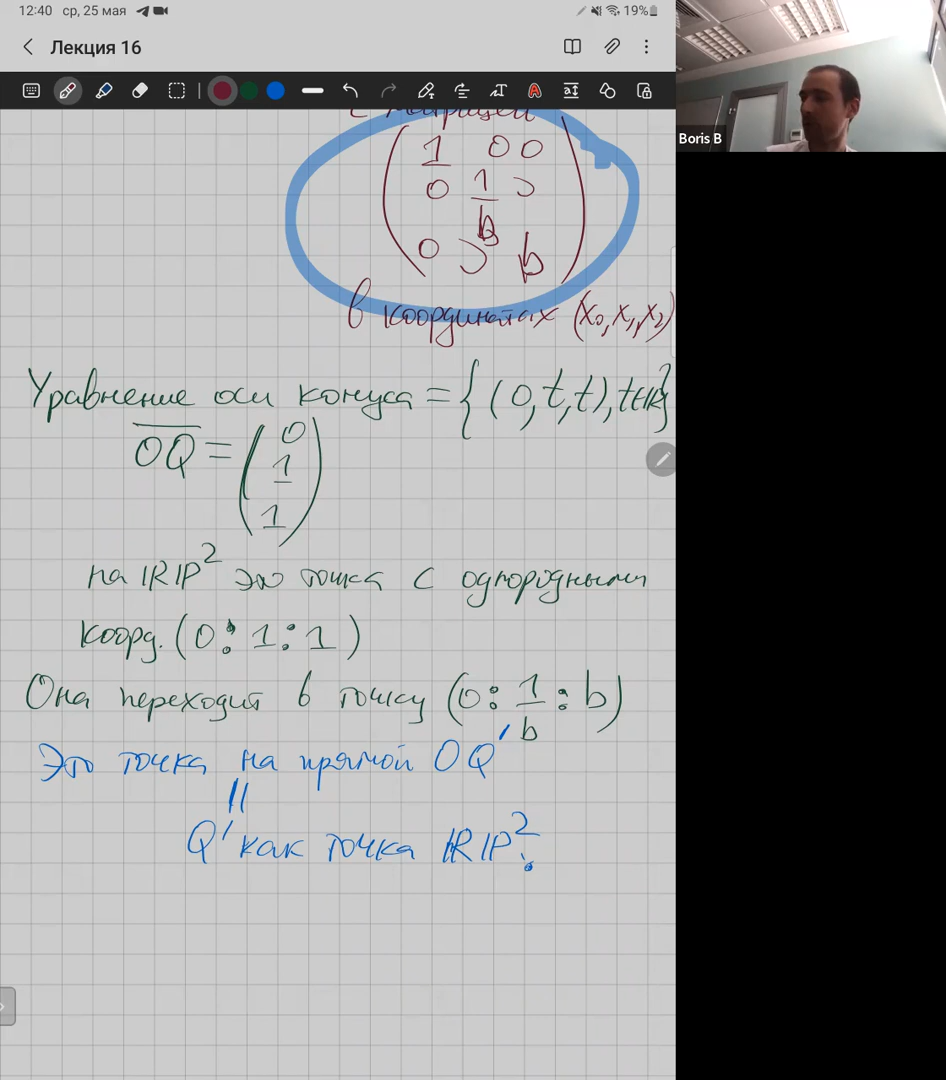 12:40 ср, 25 мая
19%
Лекция 16
Boris B
с матрицей
1 0 0
0 1/b 0
0 0 b
в координатах (x₀, x₁, x₂)
Уравнение оси конуса = {(0, t, t), t∈ℝ}
OQ = (0 1 1)
на ℝP² это точка с однородными
коорд. (0:1:1)
Она переходит в точку (0: 1/b : b)
Это точка на прямой OQ'
||
Q' как точка ℝP².